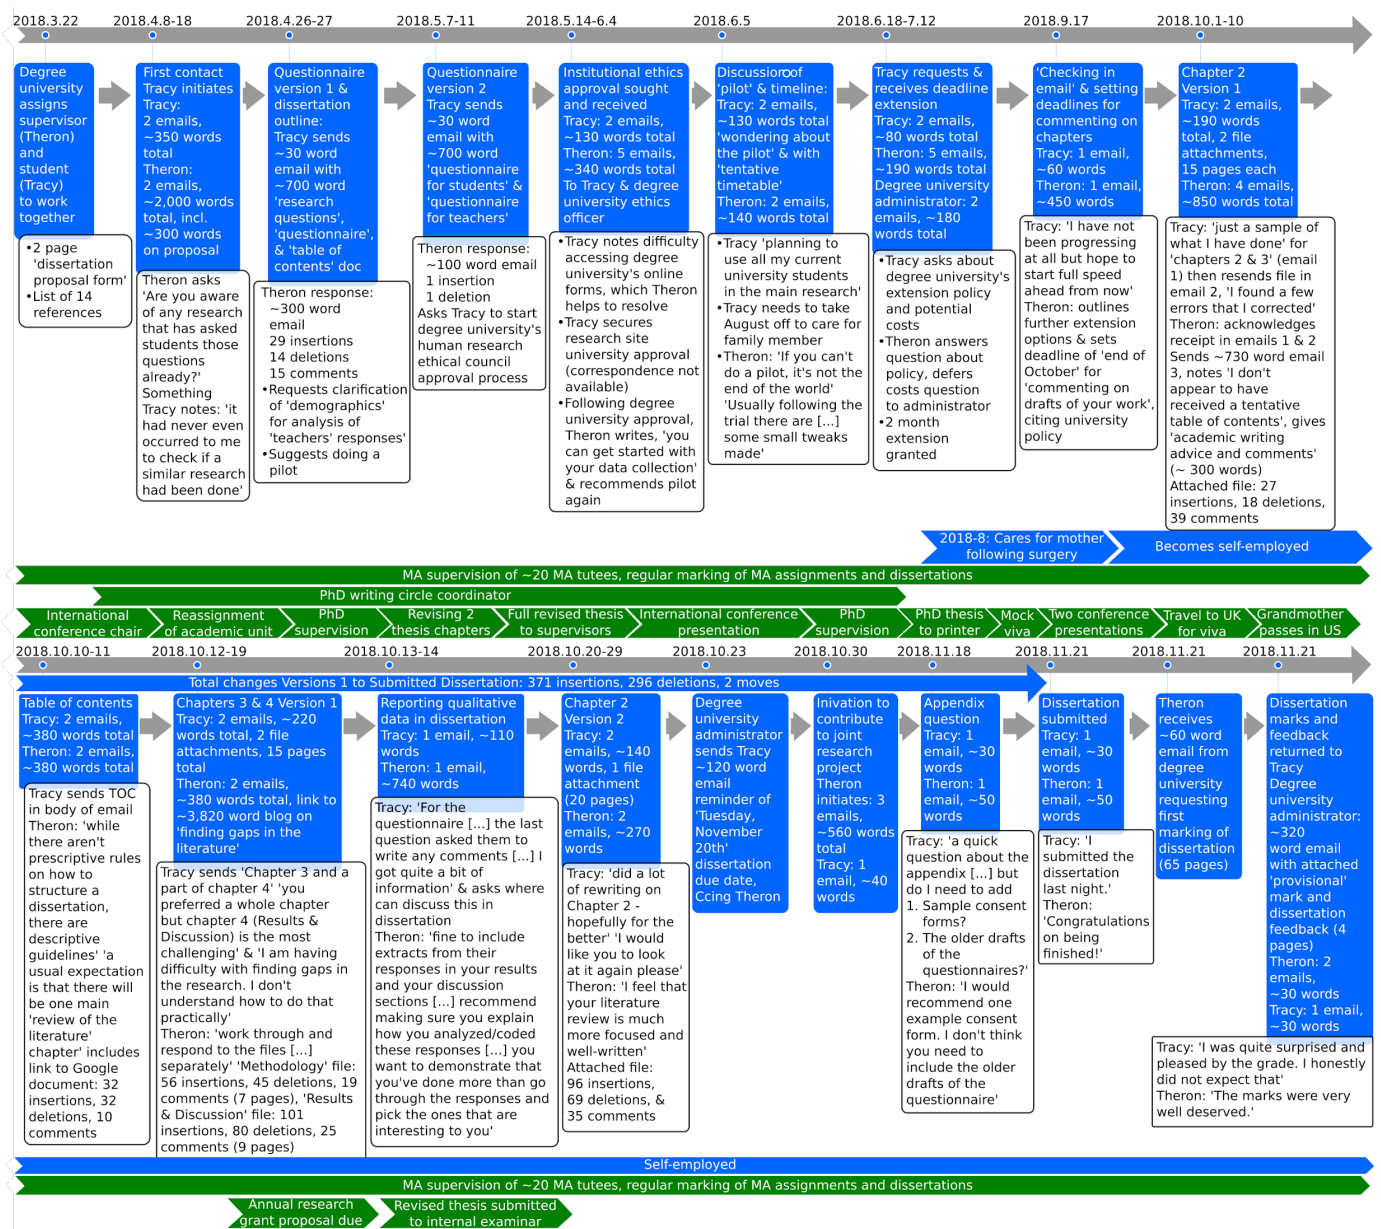 2018.3.22
2018.4.8-18
2018.4.26-27
2018.5.7-11
2018.5.14-6.4
2018.6.5
2018.6.18-7.12
2018.9.17
2018.10.1-10
Degree
university
assigns
supervisor
(Theron)
and
student
(Tracy)
to work
together
•2 page
'dissertation
proposal form'
•List of 14
references
First contact
Tracy initiates
Tracy:
2 emails,
~350 words
total
Theron:
2 emails,
~2,000 words
total, incl.
~300 words
on proposal
Theron asks
'Are you aware
of any research
that has asked
students those
questions
already?'
Something
Tracy notes: 'it
had never even
occurred to me
to check if a
similar research
had been done'
Questionnaire
version 1 &
dissertation
outline:
Tracy sends
~30 word
email with
~700 word
'research
questions',
'questionnaire',
& 'table of
contents' doc
Theron response:
~300 word
email
29 insertions
14 deletions
15 comments
•Requests clarification
of 'demographics'
for analysis of
'teachers' responses'
•Suggests doing a
pilot
Questionnaire
version 2
Tracy sends
~30 word
email with
~700 word
'questionnaire
for students' &
'questionnaire
for teachers'
Theron response:
~100 word email
1 insertion
1 deletion
Asks Tracy to start
degree university's
human research
ethical council
approval process
Institutional ethics
approval sought
and received
Tracy: 2 emails,
~130 words total
Theron: 5 emails,
~340 words total
To Tracy & degree
university ethics
officer
•Tracy notes difficulty
accessing degree
university's online
forms, which Theron
helps to resolve
•Tracy secures
research site
university approval
(correspondence not
available)
•Following degree
university approval,
Theron writes, 'you
can get started with
your data collection'
& recommends pilot
again
Discussion of
'pilot' & timeline:
Tracy: 2 emails,
~130 words total
'wondering about
the pilot' & with
'tentative
timetable'
Theron: 2 emails,
~140 words total
•Tracy 'planning to
use all my current
university students
in the main research'
•Tracy needs to take
August off to care for
family member
•Theron: 'If you can't
do a pilot, it's not the
end of the world'
'Usually following the
trial there are [...]
some small tweaks
made'
Tracy requests &
receives deadline
extension
Tracy: 2 emails,
~80 words total
Theron: 5 emails,
~190 words total
Degree university
administrator: 2
emails, ~180
words total
•Tracy asks about
degree university's
extension policy
and potential
costs
•Theron answers
question about
policy, defers
costs question
to administrator
•2 month
extension
granted
'Checking in
email' & setting
deadlines for
commenting on
chapters
Tracy: 1 email,
~60 words
Theron: 1 email,
~450 words
Tracy: 'I have not
been progressing
at all but hope to
start full speed
ahead from now'
Theron: outlines
further extension
options & sets
deadline of 'end of
October' for
'commenting on
drafts of your work',
citing university
policy
Chapter 2
Version 1
Tracy: 2 emails,
~190 words
total, 2 file
attachments,
15 pages each
Theron: 4 emails,
~850 words total
Tracy: 'just a sample of
what I have done' for
'chapters 2 & 3' (email
1) then resends file in
email 2, 'I found a few
errors that I corrected'
Theron: acknowledges
receipt in emails 1 & 2
Sends ~730 word email
3, notes 'I don't
appear to have
received a tentative
table of contents', gives
'academic writing
advice and comments'
(~ 300 words)
Attached file: 27
insertions, 18 deletions,
39 comments
2018-8: Cares for mother
following surgery
Becomes self-employed
MA supervision of ~20 MA tutees, regular marking of MA assignments and dissertations
PhD writing circle coordinator
International
conference chair
Reassignment
of academic unit
PhD
supervision
Revising 2
thesis chapters
Full revised thesis
to supervisors
International conference
presentation
PhD
supervision
PhD thesis
to printer
Mock
viva
Two conference
presentations
Travel to UK
for viva
Grandmother
passes in US
2018.10.10-11
2018.10.12-19
2018.10.13-14
2018.10.20-29
2018.10.23
2018.10.30
2018.11.18
2018.11.21
2018.11.21
2018.11.21
Total changes Versions 1 to Submitted Dissertation: 371 insertions, 296 deletions, 2 moves
Table of contents
Tracy: 2 emails,
~380 words total
Theron: 2 emails,
~380 words total
Tracy sends TOC
in body of email
Theron: 'while
there aren't
prescriptive rules
on how to
structure a
dissertation,
there are
descriptive
guidelines' 'a
usual expectation
is that there will
be one main
'review of the
literature'
chapter' includes
link to Google
document: 32
insertions, 32
deletions, 10
comments
Chapters 3 & 4 Version 1
Tracy: 2 emails, ~220
words total, 2 file
attachments, 15 pages
total
Theron: 2 emails,
~380 words total, link to
~3,820 word blog on
'finding gaps in the
literature'
Tracy sends 'Chapter 3 and a
part of chapter 4' 'you
preferred a whole chapter
but chapter 4 (Results &
Discussion) is the most
challenging' & 'I am having
difficulty with finding gaps in
the research. I don't
understand how to do that
practically'
Theron: 'work through and
respond to the files [...]
separately' 'Methodology' file:
56 insertions, 45 deletions, 19
comments (7 pages), 'Results
& Discussion' file: 101
insertions, 80 deletions, 25
comments (9 pages)
Reporting qualitative
data in dissertation
Tracy: 1 email, ~110
words
Theron: 1 email,
~740 words
Tracy: 'For the
questionnaire [...] the last
question asked them to
write any comments [...] I
got quite a bit of
information' & asks where
can discuss this in
dissertation
Theron: 'fine to include
extracts from their
responses in your results
and your discussion
sections [...] recommend
making sure you explain
how you analyzed/coded
these responses [...] you
want to demonstrate that
you've done more than go
through the responses and
pick the ones that are
interesting to you'
Chapter 2
Version 2
Tracy: 2
emails, ~140
words, 1 file
attachment
(20 pages)
Theron: 2
emails, ~270
words
Tracy: 'did a lot
of rewriting on
Chapter 2 -
hopefully for the
better' 'I would
like you to look
at it again please'
Theron: 'I feel that
your literature
review is much
more focused and
well-written'
Attached file:
96 insertions,
69 deletions, &
35 comments
Degree
university
administrator
sends Tracy
~120 word
email
reminder of
'Tuesday,
November
20th'
dissertation
due date,
Ccing Theron
Inivation to
contribute
to joint
research
project
Theron
initiates: 3
emails,
~560 words
total
Tracy: 1
email, ~40
words
Appendix
question
Tracy: 1
email, ~30
words
Theron: 1
email, ~50
words
Tracy: 'a quick
question about the
appendix [...] but
do I need to add
1. Sample consent
forms?
2. The older drafts
of the
questionnaires?'
Theron: 'I would
recommend one
example consent
form. I don't think
you need to
include the older
drafts of the
questionnaire'
Dissertation
submitted
Tracy: 1
email, ~30
words
Theron: 1
email, ~50
words
Tracy: 'I
submitted the
dissertation
last night.'
Theron:
'Congratulations
on being
finished!'
Theron
receives
~60 word
email from
degree
university
requesting
first
marking of
dissertation
(65 pages)
Dissertation
marks and
feedback
returned to
Tracy
Degree
university
administrator:
~320
word email
with attached
'provisional'
mark and
dissertation
feedback (4
pages)
Theron: 2
emails,
~30 words
Tracy: 1 email,
~30 words
Tracy: 'I was quite surprised and
pleased by the grade. I honestly
did not expect that'
Theron: 'The marks were very
well deserved.'
Self-employed
MA supervision of ~20 MA tutees, regular marking of MA assignments and dissertations
Annual research
grant proposal due
Revised thesis submitted
to internal examinar